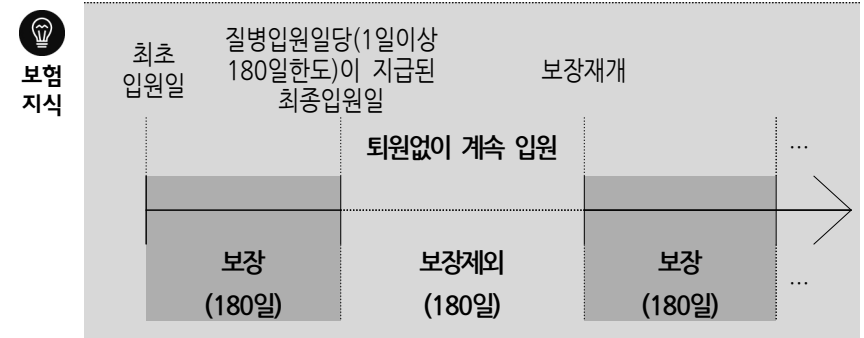 보험
지식
최초
입원일
질병입원일당(1일이상
180일한도)이 지급된
최종입원일
보장재개
퇴원없이 계속 입원
…
보장
(180일)
보장제외
(180일)
보장
(180일)
…